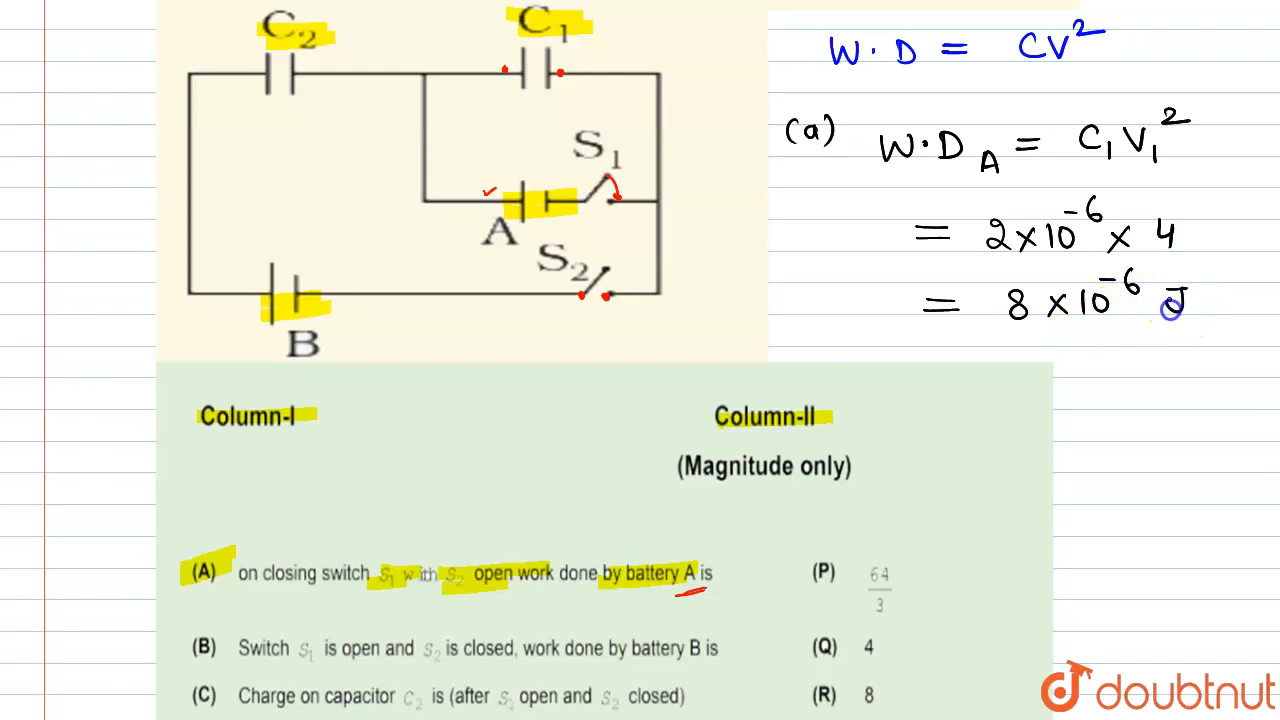 C₂ C₁
S₁
A
S₂
B
W.D = CV²
(a) W.D_A = C₁V₁²
= 2×10⁻⁶ × 4
= 8×10⁻⁶ J
Column-I Column-II
(Magnitude only)
(A) on closing switch S₁ with S₂ open work done by battery A is (P) 64/3
(B) Switch S₁ is open and S₂ is closed, work done by battery B is (Q) 4
(C) Charge on capacitor C₂ is (after S₁ open and S₂ closed) (R) 8
doubtnut